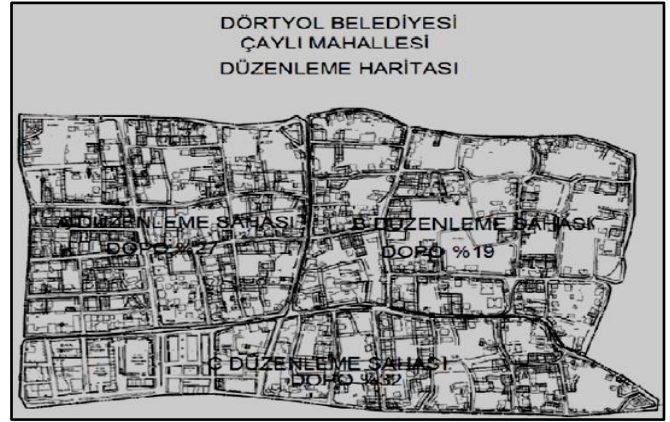 DÖRTYOL BELEDİYESİ
ÇAYLI MAHALLESİ
DÜZENLEME HARİTASI
A DÜZENLEME SAHASI
DOPO %27
B DÜZENLEME SAHASI
DOPO %19
C DÜZENLEME SAHASI
DOPO %32